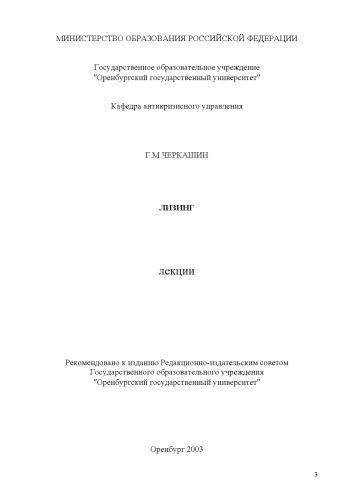 МИНИСТЕРСТВО ОБРАЗОВАНИЯ РОССИЙСКОЙ ФЕДЕРАЦИИ
Государственное образовательное учреждение
"Оренбургский государственный университет"
Кафедра антикризисного управления
Г.М.ЧЕРКАШИН
ЛИЗИНГ
лекции
Рекомендовано к изданию Редакционно-издательским советом
Государственного образовательного учреждения
"Оренбургский государственный университет"
Оренбург 2003
3